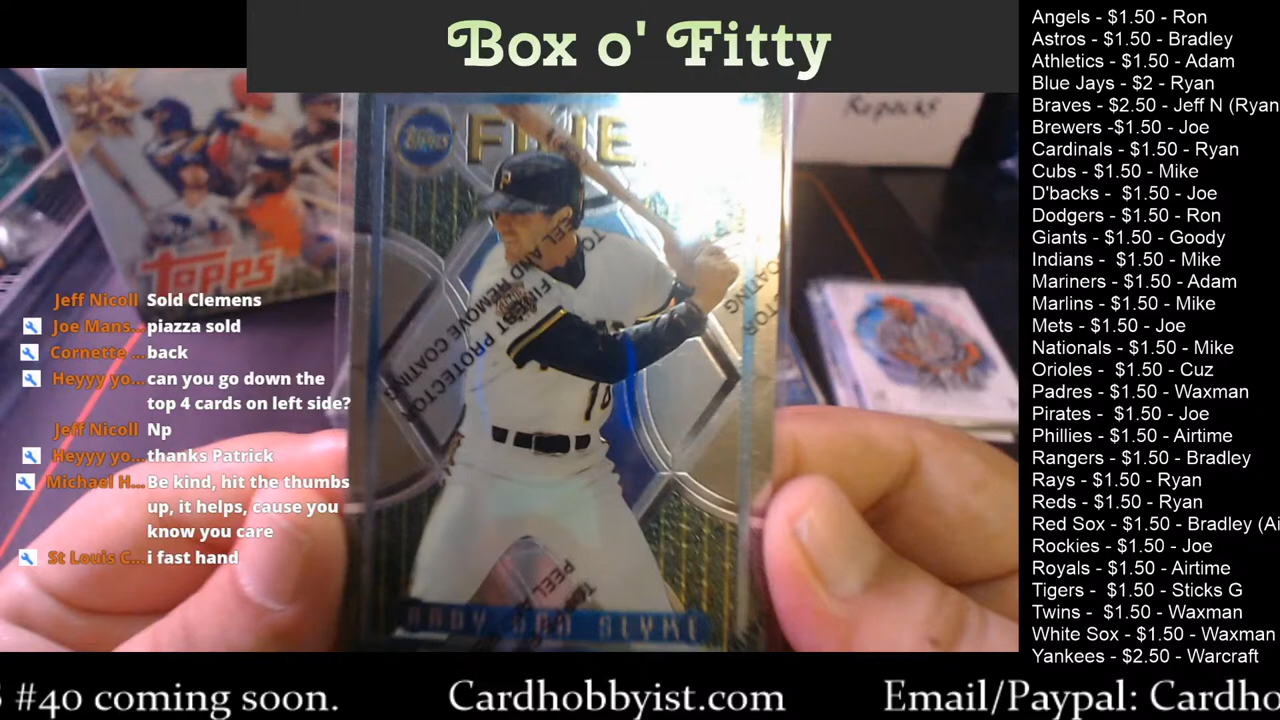 Box o' Fitty
Repacks
TOPPS
FINE
P
TOPPS
FINEST PROTECTOR
PEEL AND REMOVE COATING
ANDY VAN SLYKE
PEEL
Jeff Nicoll Sold Clemens
Joe Mans... piazza sold
Cornette ... back
Heyyy yo... can you go down the
top 4 cards on left side?
Jeff Nicoll Np
Heyyy yo... thanks Patrick
Michael H... Be kind, hit the thumbs
up, it helps, cause you
know you care
St Louis C... i fast hand
Angels - $1.50 - Ron
Astros - $1.50 - Bradley
Athletics - $1.50 - Adam
Blue Jays - $2 - Ryan
Braves - $2.50 - Jeff N (Ryan
Brewers -$1.50 - Joe
Cardinals - $1.50 - Ryan
Cubs - $1.50 - Mike
D'backs - $1.50 - Joe
Dodgers - $1.50 - Ron
Giants - $1.50 - Goody
Indians - $1.50 - Mike
Mariners - $1.50 - Adam
Marlins - $1.50 - Mike
Mets - $1.50 - Joe
Nationals - $1.50 - Mike
Orioles - $1.50 - Cuz
Padres - $1.50 - Waxman
Pirates - $1.50 - Joe
Phillies - $1.50 - Airtime
Rangers - $1.50 - Bradley
Rays - $1.50 - Ryan
Reds - $1.50 - Ryan
Red Sox - $1.50 - Bradley (Ai
Rockies - $1.50 - Joe
Royals - $1.50 - Airtime
Tigers - $1.50 - Sticks G
Twins - $1.50 - Waxman
White Sox - $1.50 - Waxman
Yankees - $2.50 - Warcraft
#40 coming soon.
Cardhobbyist.com
Email/Paypal: Cardho